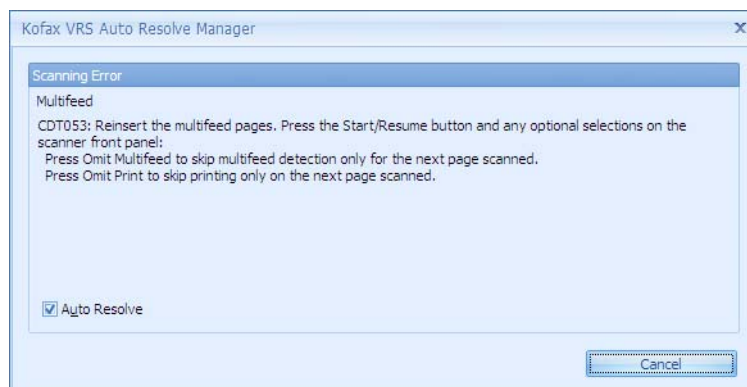 Kofax VRS Auto Resolve Manager
x
Scanning Error
Multifeed
CDT053: Reinsert the multifeed pages. Press the Start/Resume button and any optional selections on the
scanner front panel:
Press Omit Multifeed to skip multifeed detection only for the next page scanned.
Press Omit Print to skip printing only on the next page scanned.
Auto Resolve
Cancel